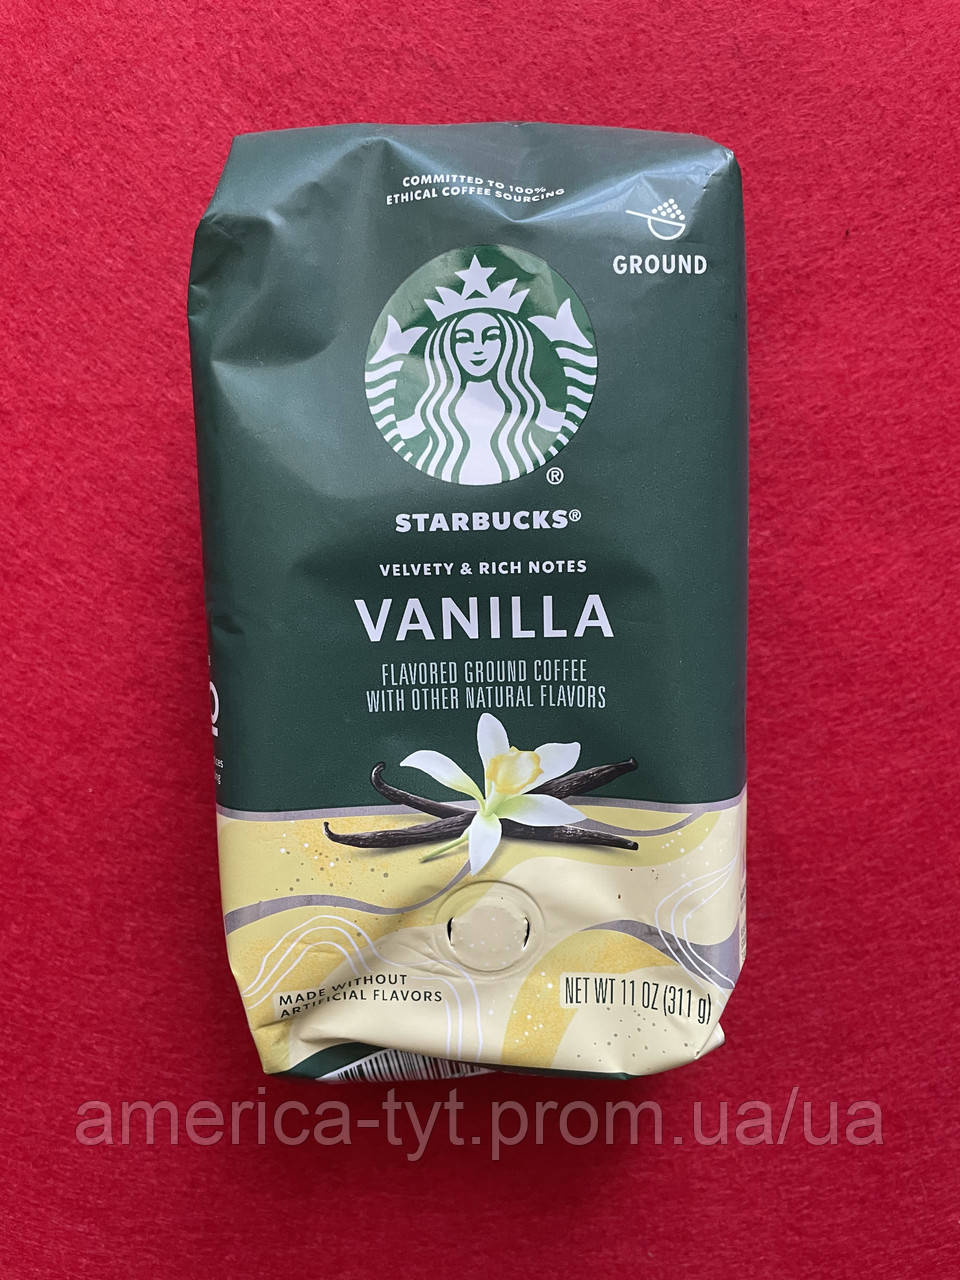 COMMITTED TO 100%
ETHICAL COFFEE SOURCING
GROUND
®
STARBUCKS®
VELVETY & RICH NOTES
VANILLA
FLAVORED GROUND COFFEE
WITH OTHER NATURAL FLAVORS
MADE WITHOUT
ARTIFICIAL FLAVORS
NET WT 11 OZ (311 g)
america-tyt.prom.ua/ua